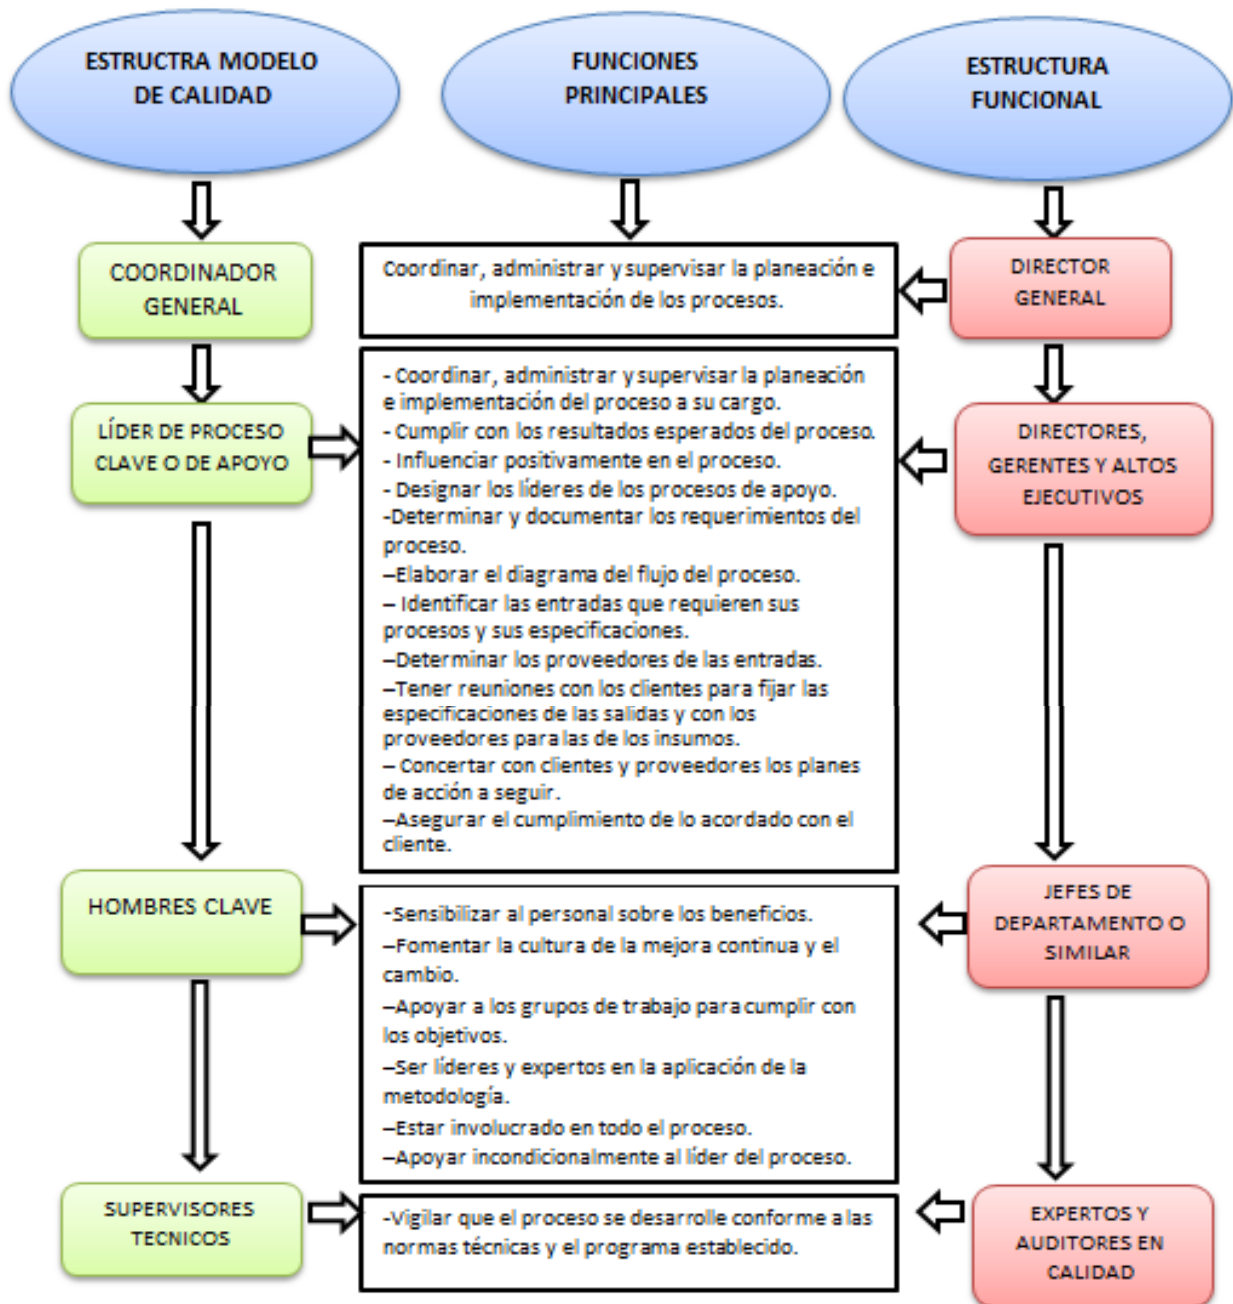 ESTRUCTRA MODELO
DE CALIDAD
FUNCIONES
PRINCIPALES
ESTRUCTURA
FUNCIONAL
COORDINADOR
GENERAL
Coordinar, administrar y supervisar la planeación e
implementación de los procesos.
DIRECTOR
GENERAL
LÍDER DE PROCESO
CLAVE O DE APOYO
- Coordinar, administrar y supervisar la planeación
e implementación del proceso a su cargo.
- Cumplir con los resultados esperados del proceso.
- Influenciar positivamente en el proceso.
- Designar los líderes de los procesos de apoyo.
-Determinar y documentar los requerimientos del
proceso.
–Elaborar el diagrama del flujo del proceso.
– Identificar las entradas que requieren sus
procesos y sus especificaciones.
–Determinar los proveedores de las entradas.
–Tener reuniones con los clientes para fijar las
especificaciones de las salidas y con los
proveedores para las de los insumos.
– Concertar con clientes y proveedores los planes
de acción a seguir.
–Asegurar el cumplimiento de lo acordado con el
cliente.
DIRECTORES,
GERENTES Y ALTOS
EJECUTIVOS
HOMBRES CLAVE
-Sensibilizar al personal sobre los beneficios.
–Fomentar la cultura de la mejora continua y el
cambio.
–Apoyar a los grupos de trabajo para cumplir con
los objetivos.
–Ser líderes y expertos en la aplicación de la
metodología.
–Estar involucrado en todo el proceso.
–Apoyar incondicionalmente al líder del proceso.
JEFES DE
DEPARTAMENTO O
SIMILAR
SUPERVISORES
TECNICOS
-Vigilar que el proceso se desarrolle conforme a las
normas técnicas y el programa establecido.
EXPERTOS Y
AUDITORES EN
CALIDAD